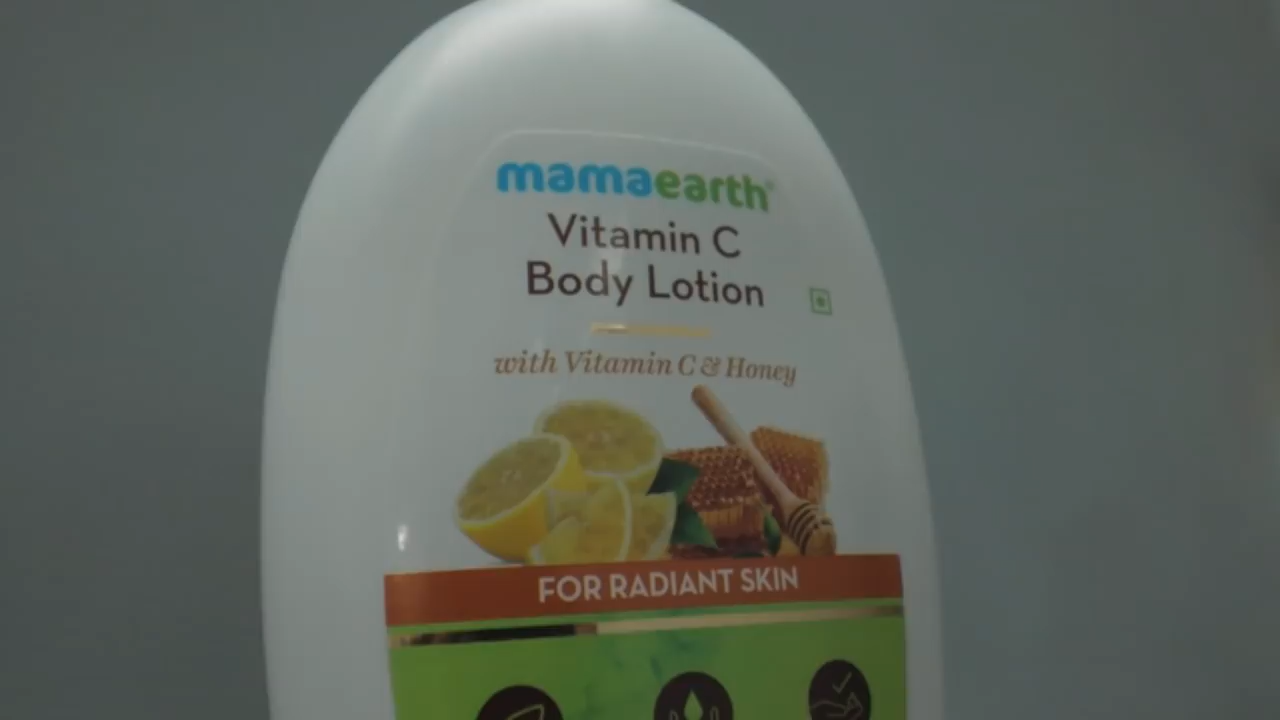 mamaearth
Vitamin C
Body Lotion
with Vitamin C & Honey
FOR RADIANT SKIN